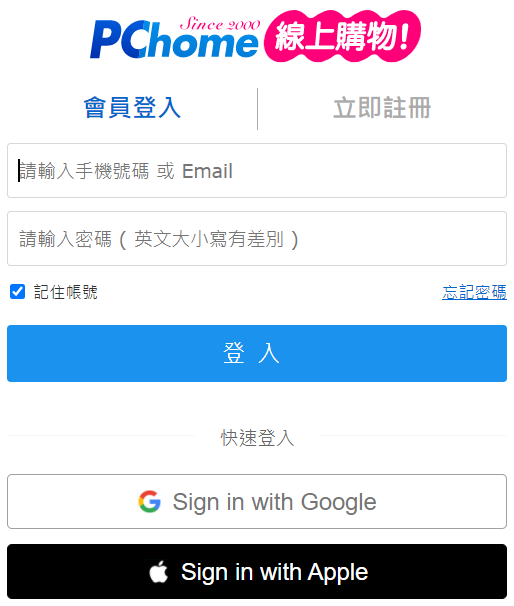 Since 2000
PChome 線上購物!
會員登入 立即註冊
請輸入手機號碼 或 Email
請輸入密碼 ( 英文大小寫有差別 )
記住帳號 忘記密碼
登 入
快速登入
Sign in with Google
Sign in with Apple